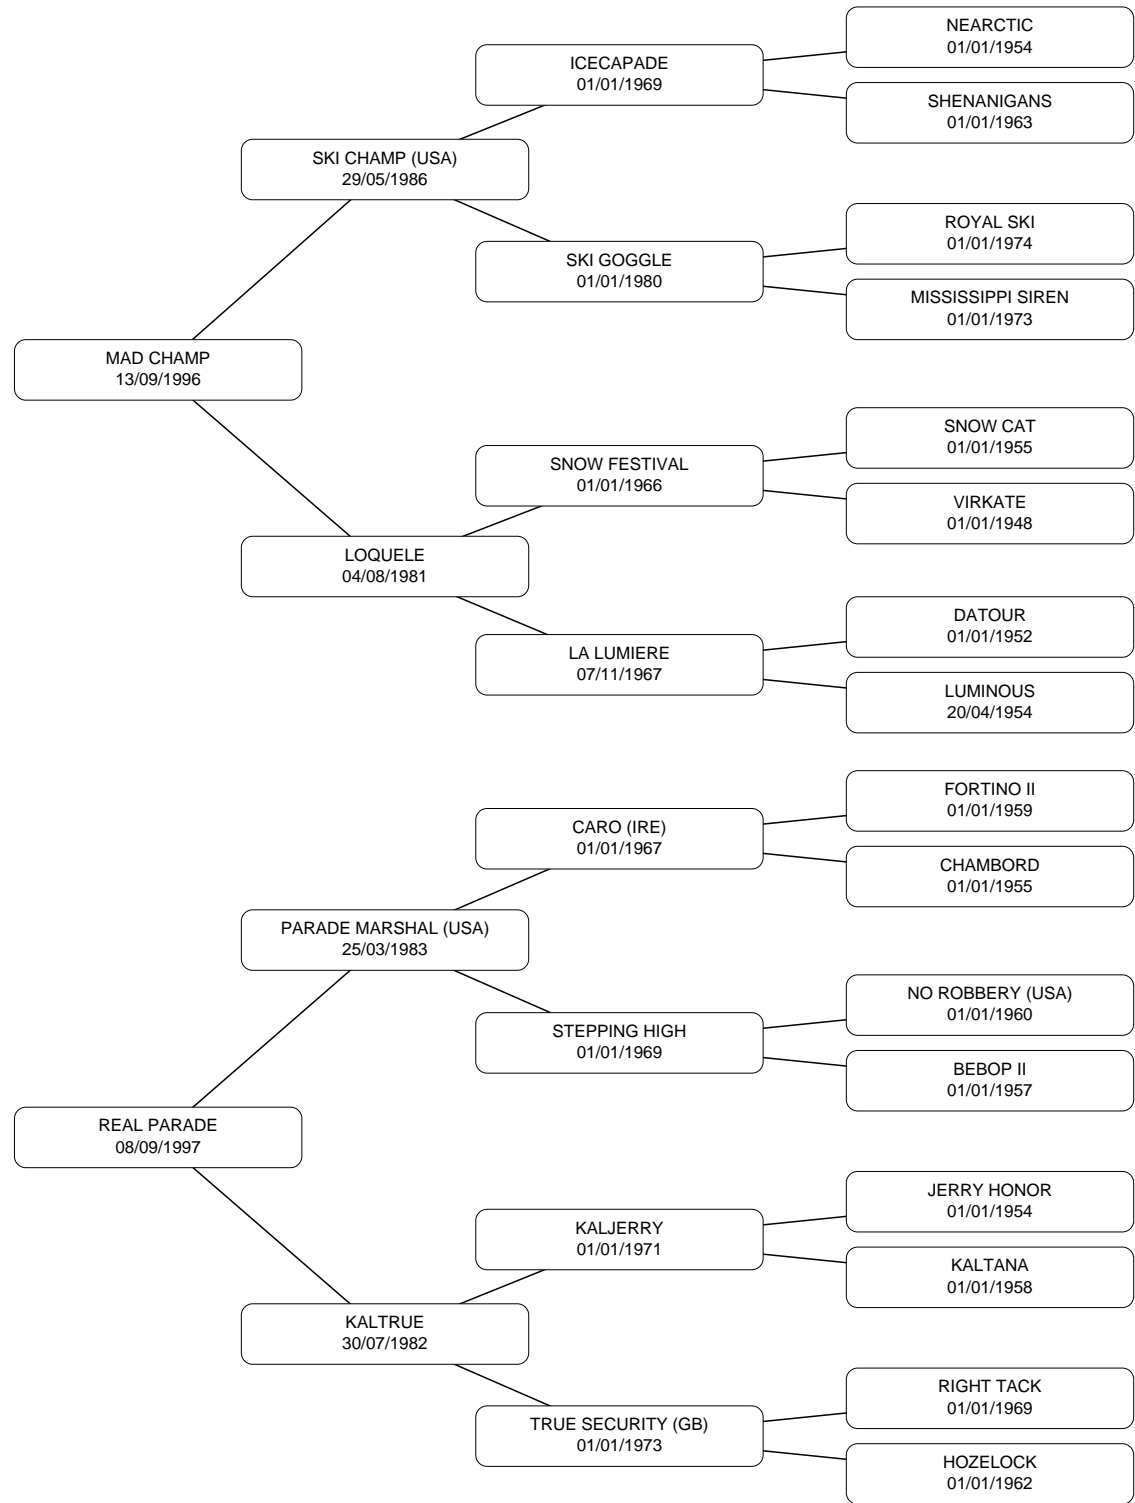 NEARCTIC
01/01/1954
ICECAPADE
01/01/1969
SHENANIGANS
01/01/1963
SKI CHAMP (USA)
29/05/1986
ROYAL SKI
01/01/1974
SKI GOGGLE
01/01/1980
MISSISSIPPI SIREN
01/01/1973
MAD CHAMP
13/09/1996
SNOW CAT
01/01/1955
SNOW FESTIVAL
01/01/1966
VIRKATE
01/01/1948
LOQUELE
04/08/1981
DATOUR
01/01/1952
LA LUMIERE
07/11/1967
LUMINOUS
20/04/1954
FORTINO II
01/01/1959
CARO (IRE)
01/01/1967
CHAMBORD
01/01/1955
PARADE MARSHAL (USA)
25/03/1983
NO ROBBERY (USA)
01/01/1960
STEPPING HIGH
01/01/1969
BEBOP II
01/01/1957
REAL PARADE
08/09/1997
JERRY HONOR
01/01/1954
KALJERRY
01/01/1971
KALTANA
01/01/1958
KALTRUE
30/07/1982
RIGHT TACK
01/01/1969
TRUE SECURITY (GB)
01/01/1973
HOZELOCK
01/01/1962